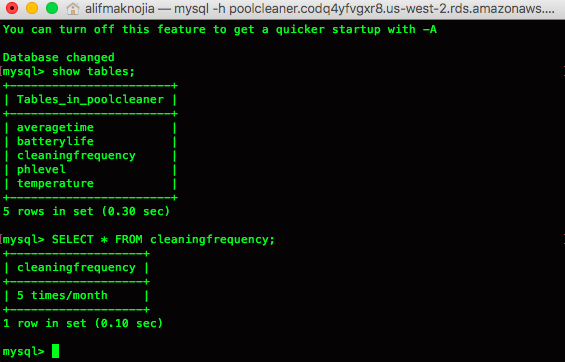 alifmaknojia — mysql -h poolcleaner.codq4yfvgxr8.us-west-2.rds.amazonaws....
You can turn off this feature to get a quicker startup with -A
Database changed
[mysql> show tables;
+-----------------------+
| Tables_in_poolcleaner |
+-----------------------+
| averagetime           |
| batterylife           |
| cleaningfrequency     |
| phlevel               |
| temperature           |
+-----------------------+
5 rows in set (0.30 sec)
[mysql> SELECT * FROM cleaningfrequency;
+-------------------+
| cleaningfrequency |
+-------------------+
| 5 times/month     |
+-------------------+
1 row in set (0.10 sec)
mysql>